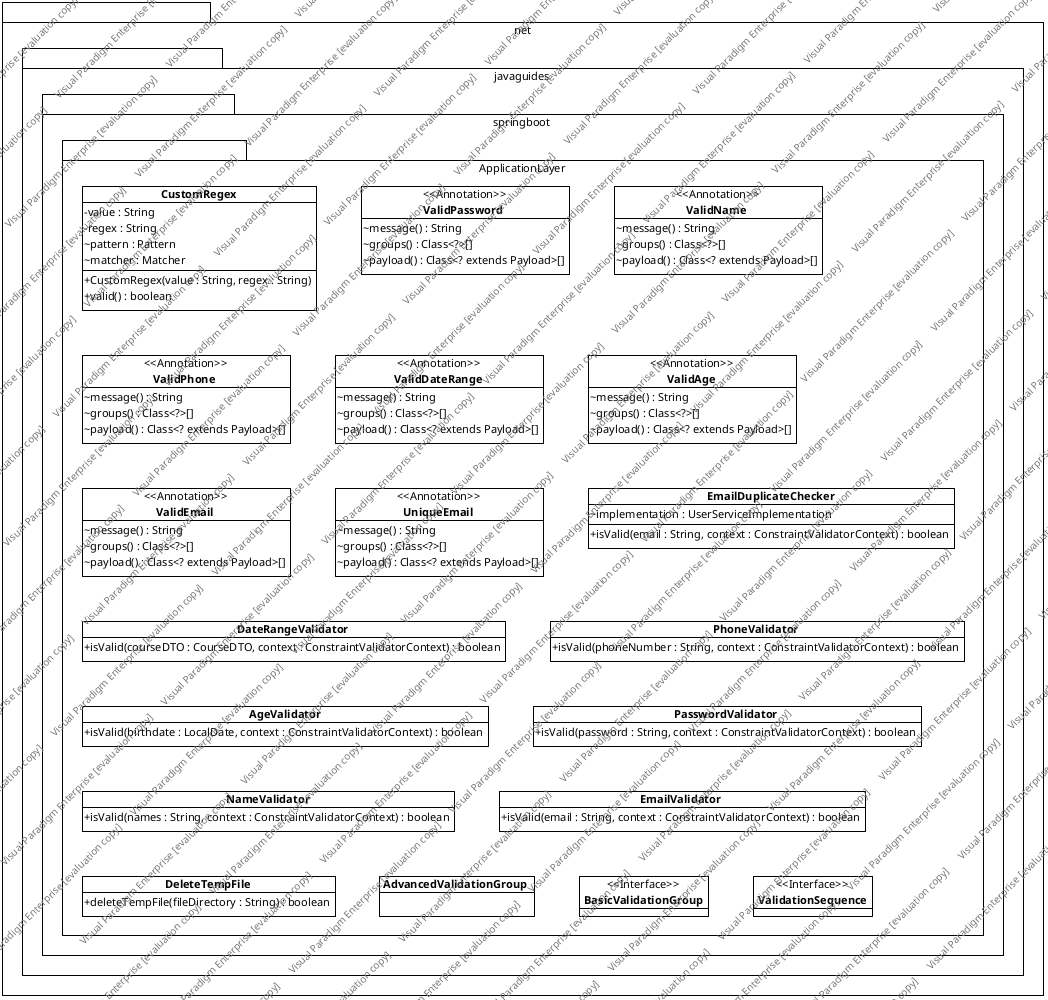 net
javaguides
springboot
ApplicationLayer
CustomRegex
-value : String
-regex : String
~pattern : Pattern
~matcher : Matcher
+CustomRegex(value : String, regex : String)
+valid() : boolean
<<Annotation>>
ValidPassword
~message() : String
~groups() : Class<?>[]
~payload() : Class<? extends Payload>[]
<<Annotation>>
ValidName
~message() : String
~groups() : Class<?>[]
~payload() : Class<? extends Payload>[]
<<Annotation>>
ValidPhone
~message() : String
~groups() : Class<?>[]
~payload() : Class<? extends Payload>[]
<<Annotation>>
ValidDateRange
~message() : String
~groups() : Class<?>[]
~payload() : Class<? extends Payload>[]
<<Annotation>>
ValidAge
~message() : String
~groups() : Class<?>[]
~payload() : Class<? extends Payload>[]
<<Annotation>>
ValidEmail
~message() : String
~groups() : Class<?>[]
~payload() : Class<? extends Payload>[]
<<Annotation>>
UniqueEmail
~message() : String
~groups() : Class<?>[]
~payload() : Class<? extends Payload>[]
EmailDuplicateChecker
~implementation : UserServiceImplementation
+isValid(email : String, context : ConstraintValidatorContext) : boolean
DateRangeValidator
+isValid(courseDTO : CourseDTO, context : ConstraintValidatorContext) : boolean
PhoneValidator
+isValid(phoneNumber : String, context : ConstraintValidatorContext) : boolean
AgeValidator
+isValid(birthdate : LocalDate, context : ConstraintValidatorContext) : boolean
PasswordValidator
+isValid(password : String, context : ConstraintValidatorContext) : boolean
NameValidator
+isValid(names : String, context : ConstraintValidatorContext) : boolean
EmailValidator
+isValid(email : String, context : ConstraintValidatorContext) : boolean
DeleteTempFile
+deleteTempFile(fileDirectory : String) : boolean
AdvancedValidationGroup
<<Interface>>
BasicValidationGroup
<<Interface>>
ValidationSequence
Visual Paradigm Enterprise [evaluation copy]